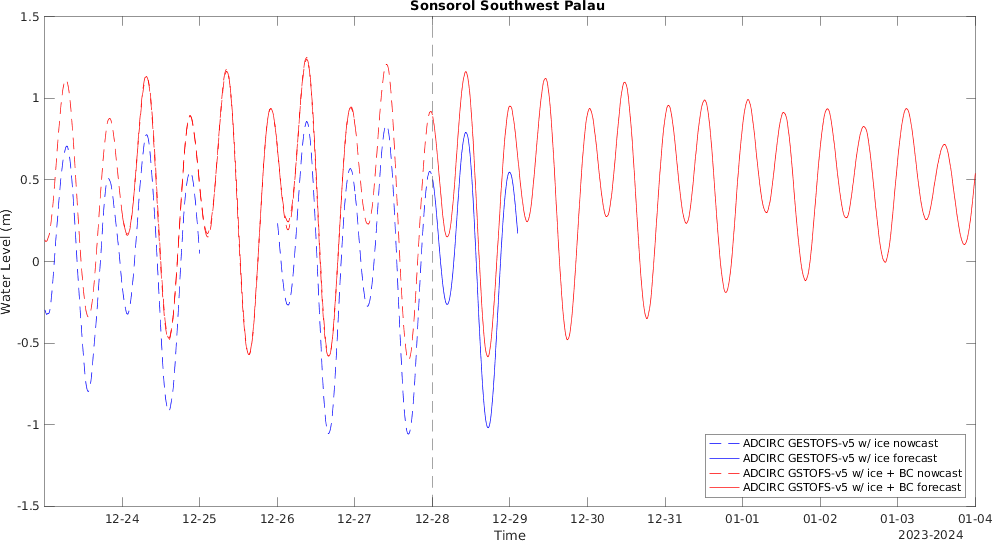 Sonsorol Southwest Palau
1.5
1
0.5
0
-0.5
-1
-1.5
Water Level (m)
ADCIRC GESTOFS-v5 w/ ice nowcast
ADCIRC GESTOFS-v5 w/ ice forecast
ADCIRC GSTOFS-v5 w/ ice + BC nowcast
ADCIRC GSTOFS-v5 w/ ice + BC forecast
12-24 12-25 12-26 12-27 12-28 12-29 12-30 12-31 01-01 01-02 01-03 01-04
Time
2023-2024